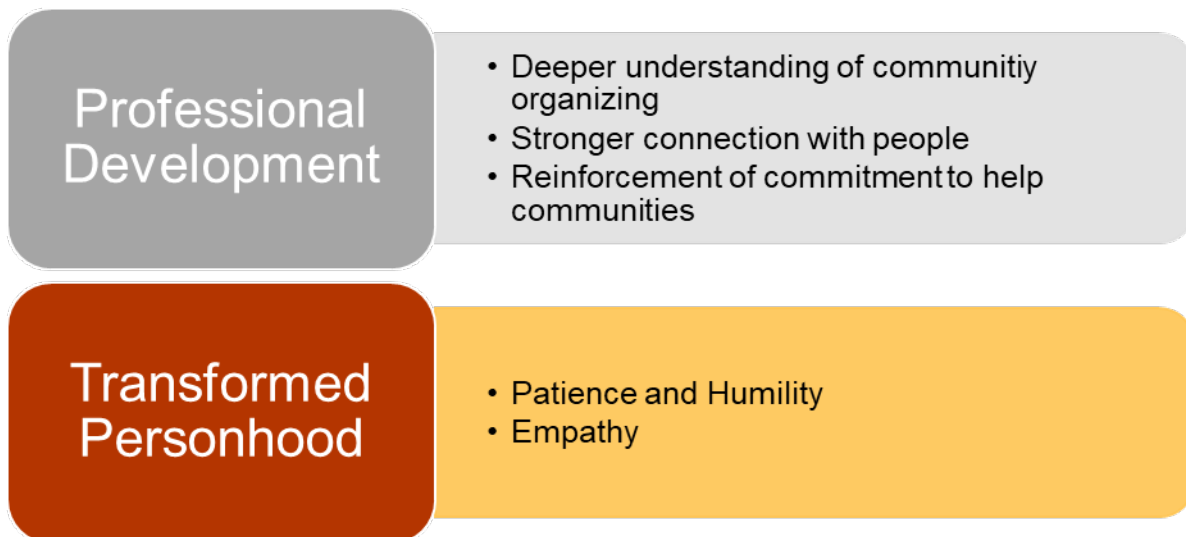 Professional
Development
• Deeper understanding of communitiy
organizing
• Stronger connection with people
• Reinforcement of commitment to help
communities
Transformed
Personhood
• Patience and Humility
• Empathy